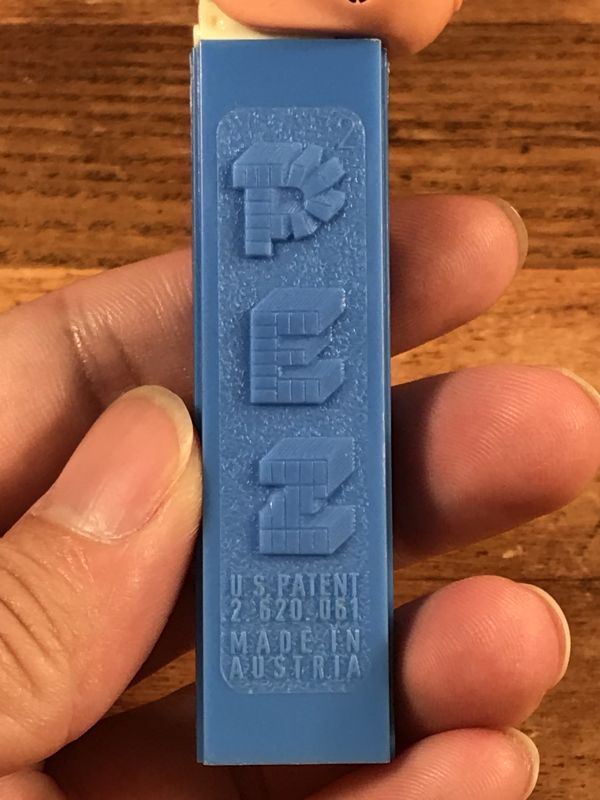 2
P
E
Z
U.S. PATENT
2.620.061
MADE IN
AUSTRIA